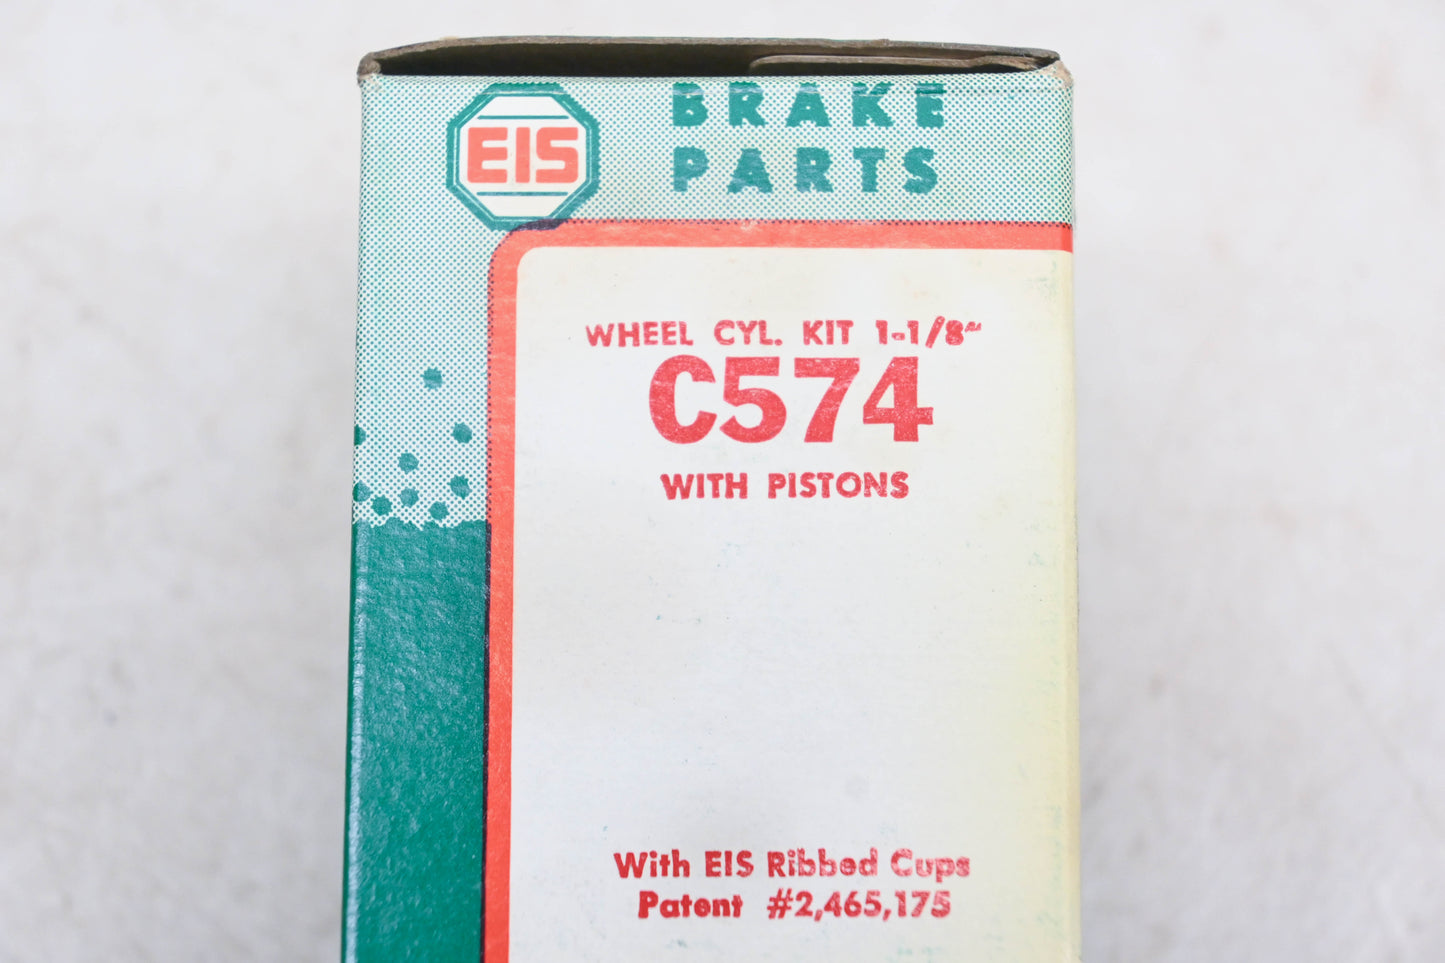 EIS
BRAKE
PARTS
WHEEL CYL. KIT 1-1/8"
C574
WITH PISTONS
With EIS Ribbed Cups
Patent #2,465,175